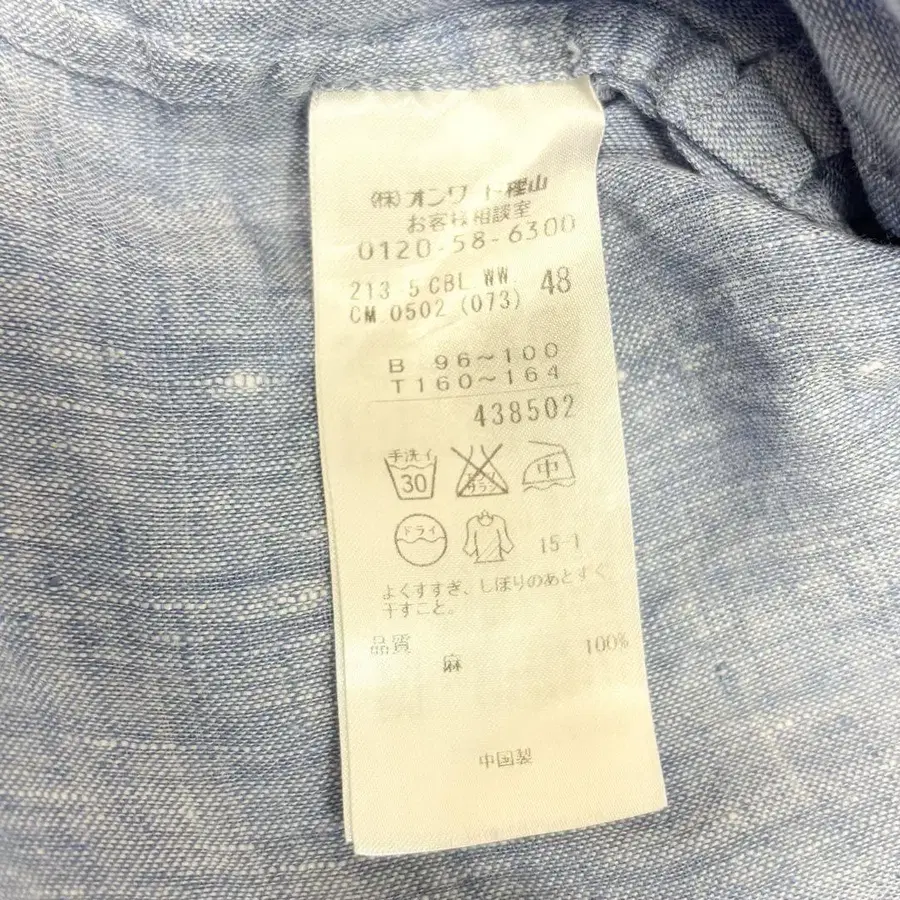 ㈱オンワード樫山
お客様相談室
0120-58-6300
213 5 CBL WW 48
CM 0502 (073)
B 96~100
T160~164
438502
手洗イ 中
30
ドライ 15-1
よくすすぎ、しぼりのあとすぐ
干すこと。
品質 100%
麻
中国製